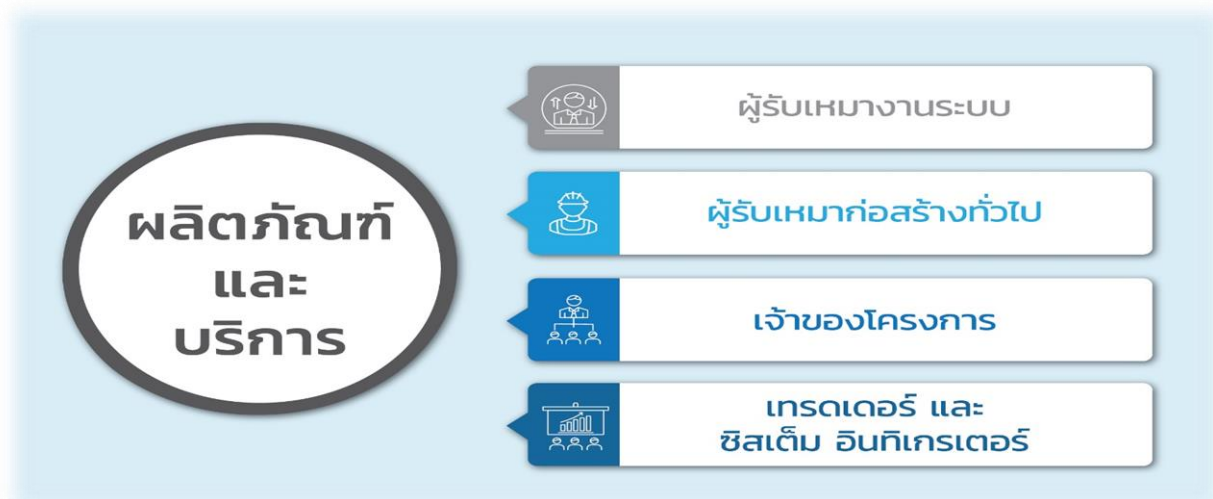 ผลิตภัณฑ์
และ
บริการ
ผู้รับเหมางานระบบ
ผู้รับเหมาก่อสร้างทั่วไป
เจ้าของโครงการ
เทรดเดอร์ และ
ซิสเต็ม อินทิเกรเตอร์